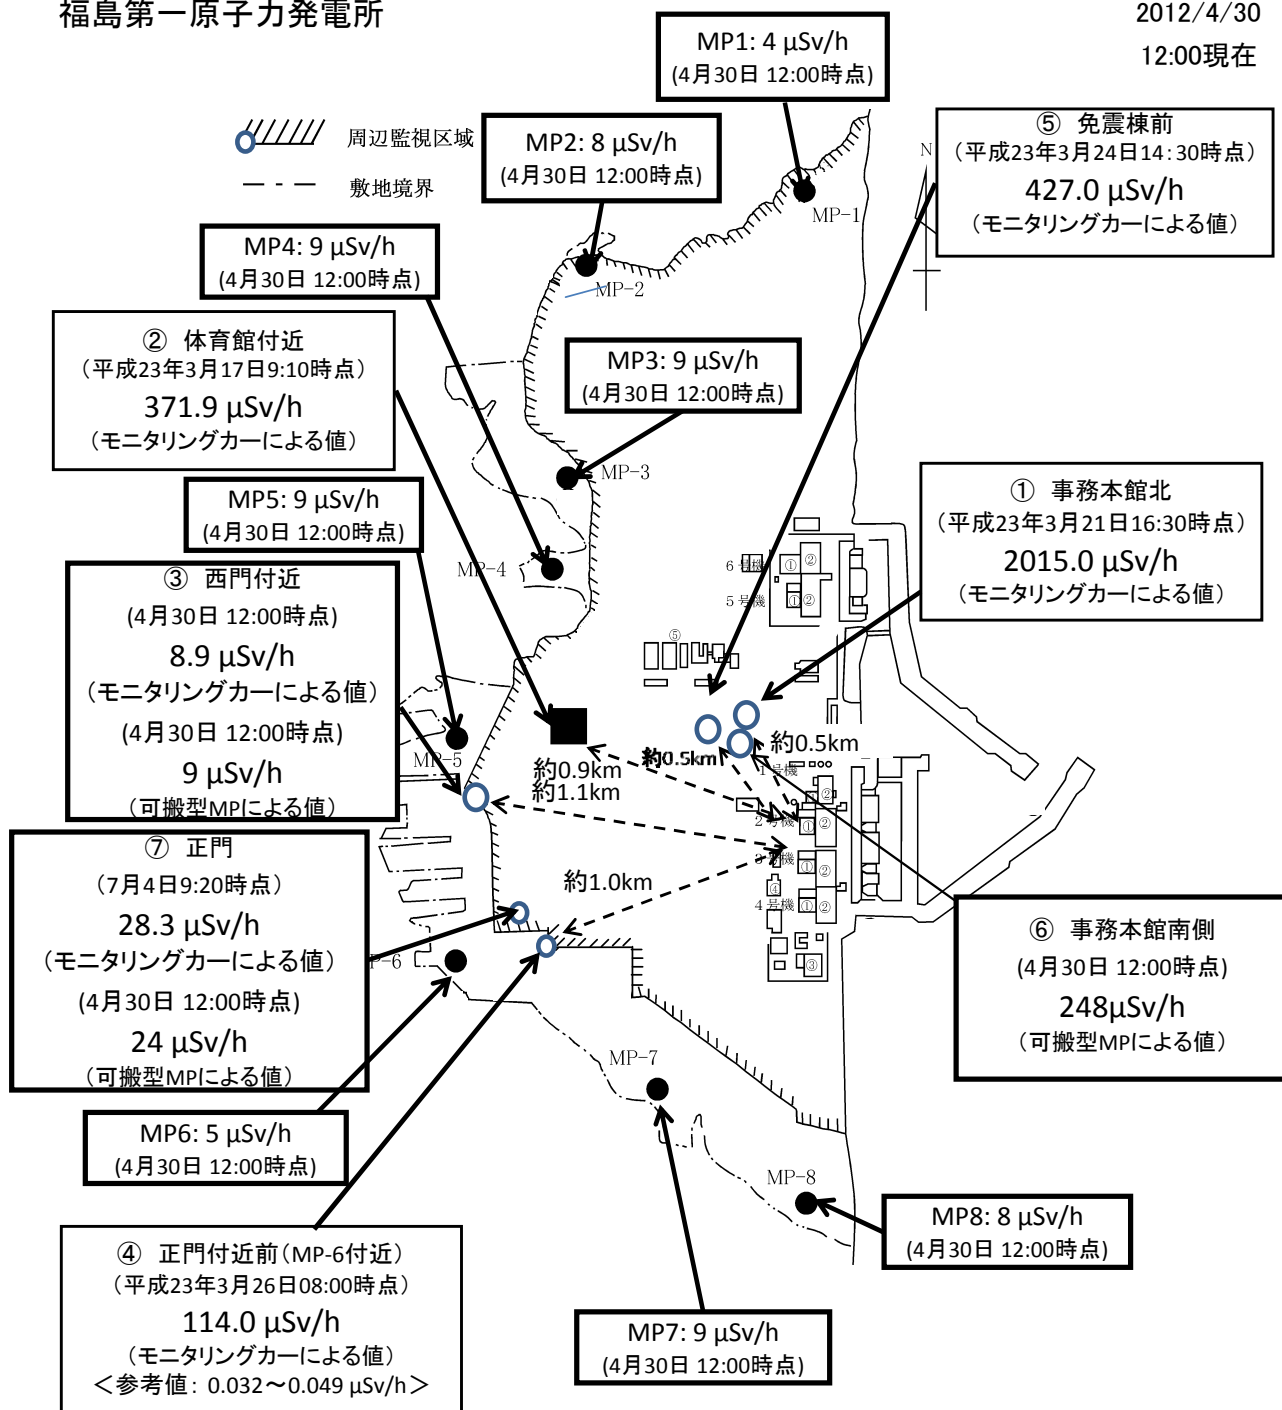 福島第一原子力発電所
2012/4/30
12:00現在
周辺監視区域
敷地境界
MP1: 4 μSv/h
(4月30日 12:00時点)
MP2: 8 μSv/h
(4月30日 12:00時点)
⑤ 免震棟前
(平成23年3月24日14:30時点)
427.0 μSv/h
(モニタリングカーによる値)
N
MP-1
MP4: 9 μSv/h
(4月30日 12:00時点)
MP-2
② 体育館付近
(平成23年3月17日9:10時点)
371.9 μSv/h
(モニタリングカーによる値)
MP3: 9 μSv/h
(4月30日 12:00時点)
MP-3
MP5: 9 μSv/h
(4月30日 12:00時点)
① 事務本館北
(平成23年3月21日16:30時点)
2015.0 μSv/h
(モニタリングカーによる値)
MP-4
③ 西門付近
(4月30日 12:00時点)
8.9 μSv/h
(モニタリングカーによる値)
(4月30日 12:00時点)
9 μSv/h
(可搬型MPによる値)
6号機
① ②
5号機
① ②
⑤
MP-5
約0.9km
約1.1km
約0.5km
約0.5km
1号機
②
2号機
① ②
3号機
① ②
④
4号機
① ②
③
約1.0km
⑦ 正門
(7月4日9:20時点)
28.3 μSv/h
(モニタリングカーによる値)
(4月30日 12:00時点)
24 μSv/h
(可搬型MPによる値)
P-6
⑥ 事務本館南側
(4月30日 12:00時点)
248μSv/h
(可搬型MPによる値)
MP-7
MP6: 5 μSv/h
(4月30日 12:00時点)
MP-8
MP8: 8 μSv/h
(4月30日 12:00時点)
④ 正門付近前(MP-6付近)
(平成23年3月26日08:00時点)
114.0 μSv/h
(モニタリングカーによる値)
<参考値: 0.032～0.049 μSv/h>
MP7: 9 μSv/h
(4月30日 12:00時点)